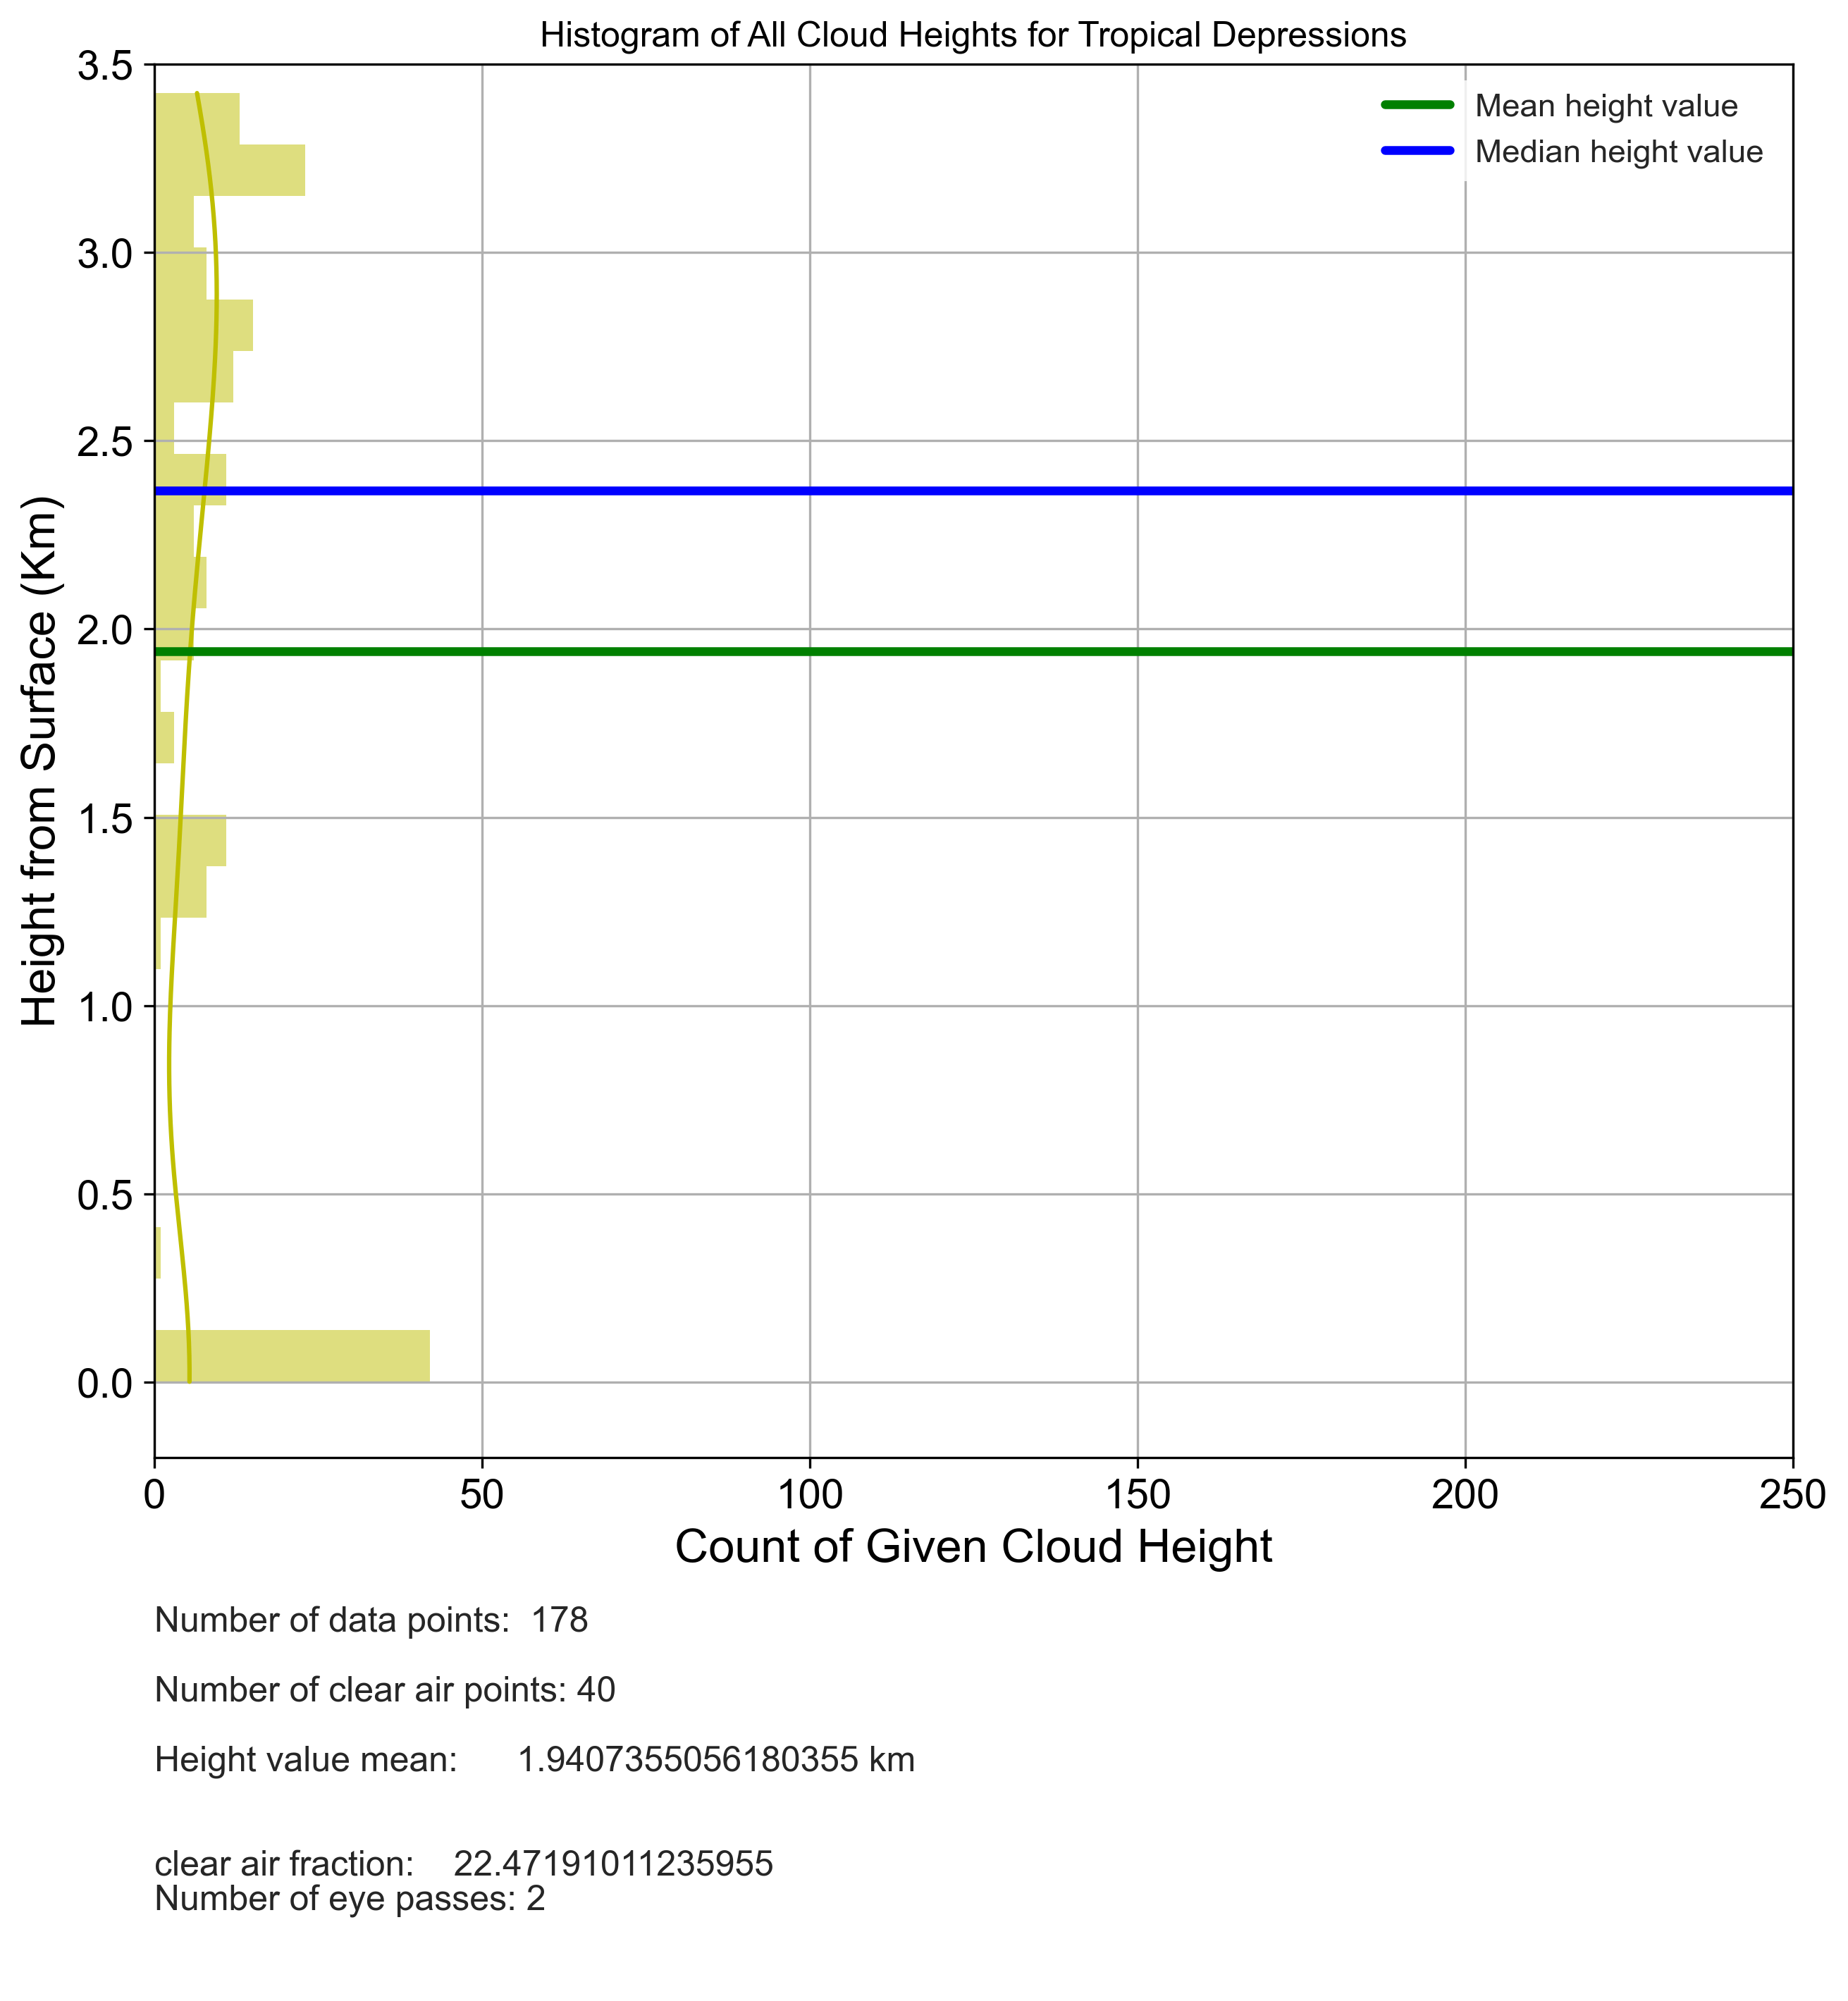 Histogram of All Cloud Heights for Tropical Depressions
Mean height value
Median height value
3.5
3.0
2.5
2.0
1.5
1.0
0.5
0.0
Height from Surface (Km)
0 50 100 150 200 250
Count of Given Cloud Height
Number of data points: 178
Number of clear air points: 40
Height value mean: 1.9407355056180355 km
clear air fraction: 22.47191011235955
Number of eye passes: 2